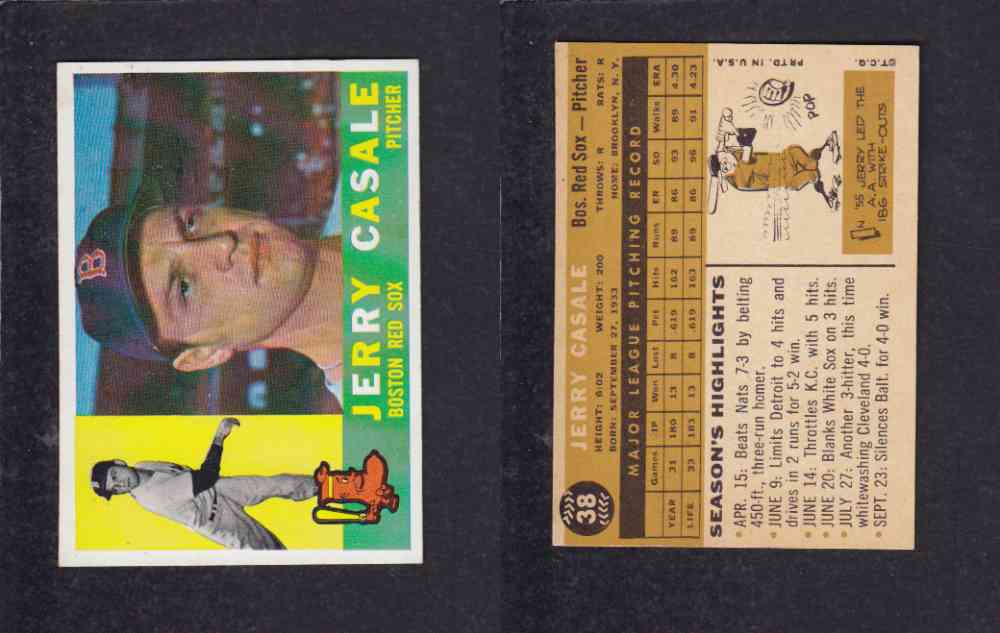 JERRY CASALE
BOSTON RED SOX
PITCHER
B
38
JERRY CASALE
Bos. Red Sox — Pitcher
HEIGHT: 6:02 WEIGHT: 200 THROWS: R BATS: R
BORN: SEPTEMBER 27, 1933 HOME: BROOKLYN, N. Y.
MAJOR LEAGUE PITCHING RECORD
Games IP Won Lost Pct Hits Runs ER SO Walks ERA
YEAR 31 180 13 8 .619 162 89 86 93 89 4.30
LIFE 33 183 13 8 .619 163 89 86 96 91 4.23
SEASON'S HIGHLIGHTS
• APR. 15: Beats Nats 7-3 by belting
450-ft., three-run homer.
• JUNE 9: Limits Detroit to 4 hits and
drives in 2 runs for 5-2 win.
• JUNE 14: Throttles K.C. with 5 hits.
• JUNE 20: Blanks White Sox on 3 hits.
• JULY 27: Another 3-hitter, this time
whitewashing Cleveland 4-0.
• SEPT. 23: Silences Balt. for 4-0 win.
POP
IN '55 JERRY LED THE
A.A. WITH
186 STRIKE-OUTS
©T.C.G. PRTD. IN U.S.A.